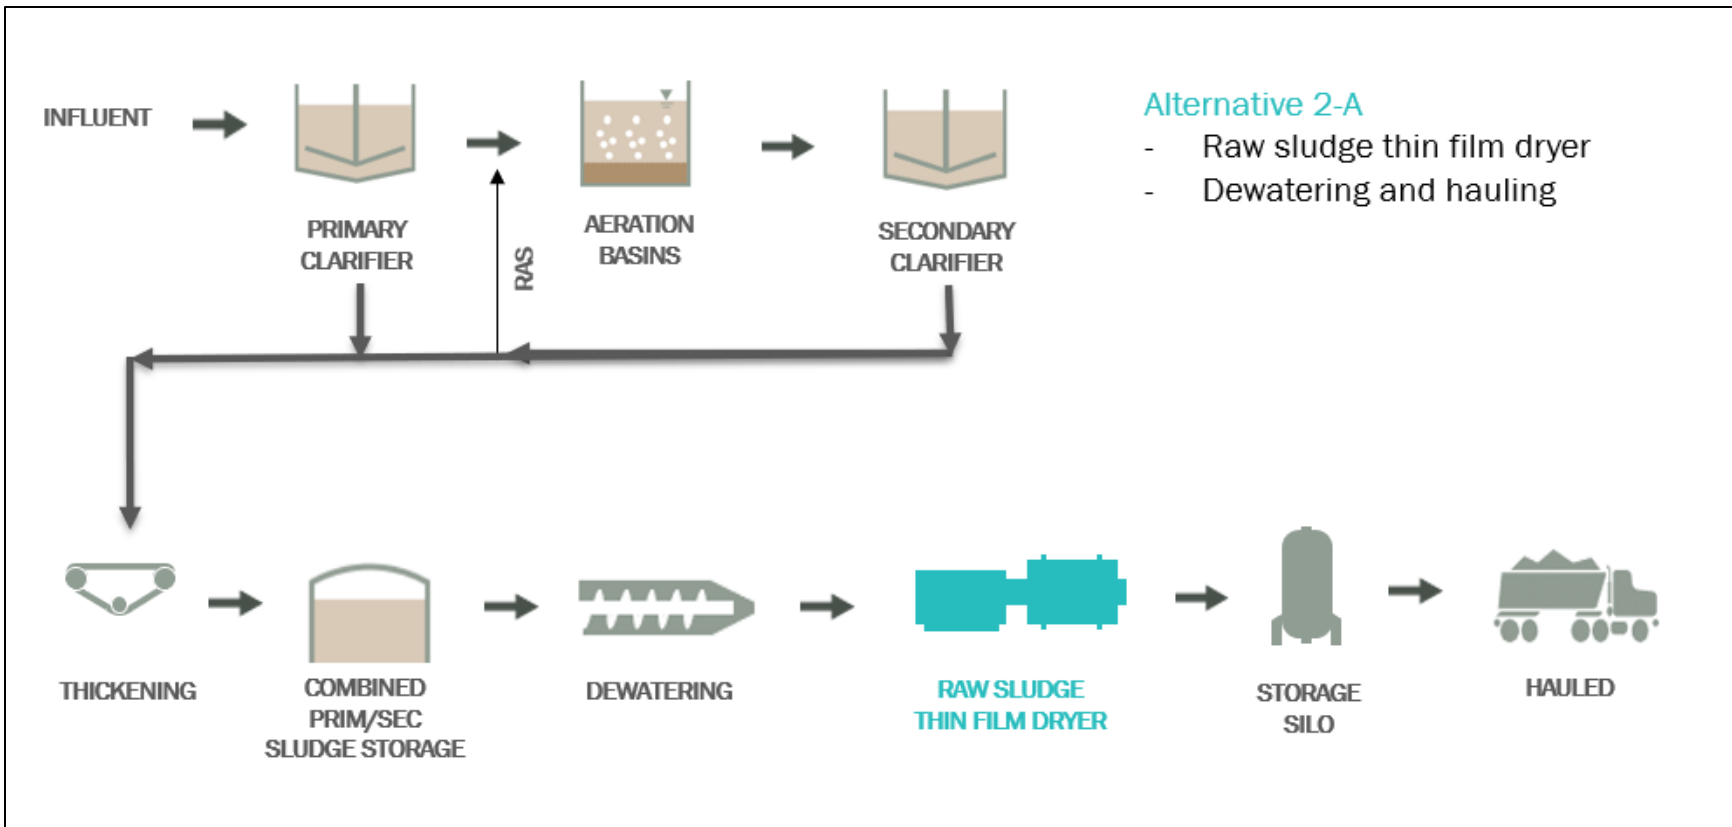 INFLUENT
PRIMARY
CLARIFIER
RAS
AERATION
BASINS
SECONDARY
CLARIFIER
Alternative 2-A
- Raw sludge thin film dryer
- Dewatering and hauling
THICKENING
COMBINED
PRIM/SEC
SLUDGE STORAGE
DEWATERING
RAW SLUDGE
THIN FILM DRYER
STORAGE
SILO
HAULED